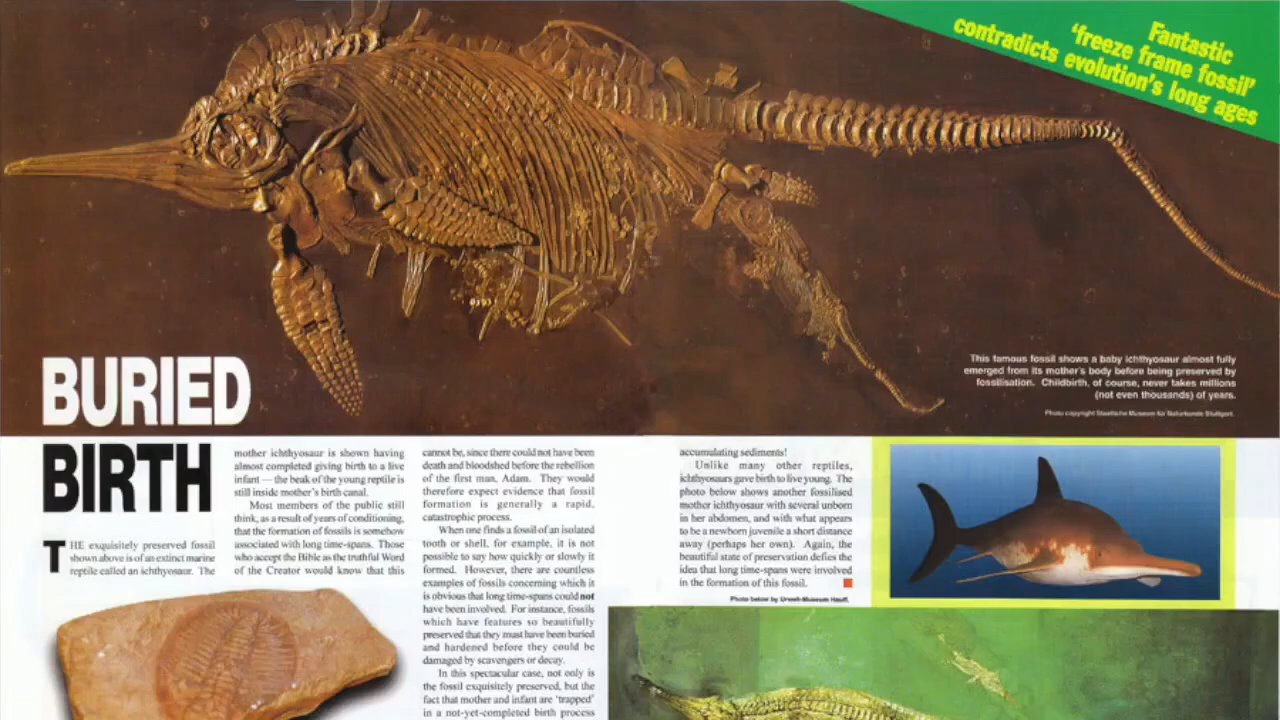 Fantastic
‘freeze frame fossil’
contradicts evolution’s long ages
This famous fossil shows a baby ichthyosaur almost fully
emerged from its mother’s body before being preserved by
fossilisation. Childbirth, of course, never takes millions
(not even thousands) of years.
Photo copyright Staatliche Museum für Naturkunde Stuttgart.
BURIED
BIRTH
THE exquisitely preserved fossil
shown above is of an extinct marine
reptile called an ichthyosaur. The
mother ichthyosaur is shown having
almost completed giving birth to a live
infant — the beak of the young reptile is
still inside mother’s birth canal.
Most members of the public still
think, as a result of years of conditioning,
that the formation of fossils is somehow
associated with long time-spans. Those
who accept the Bible as the truthful Word
of the Creator would know that this
cannot be, since there could not have been
death and bloodshed before the rebellion
of the first man, Adam. They would
therefore expect evidence that fossil
formation is generally a rapid,
catastrophic process.
When one finds a fossil of an isolated
tooth or shell, for example, it is not
possible to say how quickly or slowly it
formed. However, there are countless
examples of fossils concerning which it
is obvious that long time-spans could not
have been involved. For instance, fossils
which have features so beautifully
preserved that they must have been buried
and hardened before they could be
damaged by scavengers or decay.
In this spectacular case, not only is
the fossil exquisitely preserved, but the
fact that mother and infant are ‘trapped’
in a not-yet-completed birth process
accumulating sediments!
Unlike many other reptiles,
ichthyosaurs gave birth to live young. The
photo below shows another fossilised
mother ichthyosaur with several unborn
in her abdomen, and with what appears
to be a newborn juvenile a short distance
away (perhaps her own). Again, the
beautiful state of preservation defies the
idea that long time-spans were involved
in the formation of this fossil.
Photo below by Urwelt-Museum Hauff.